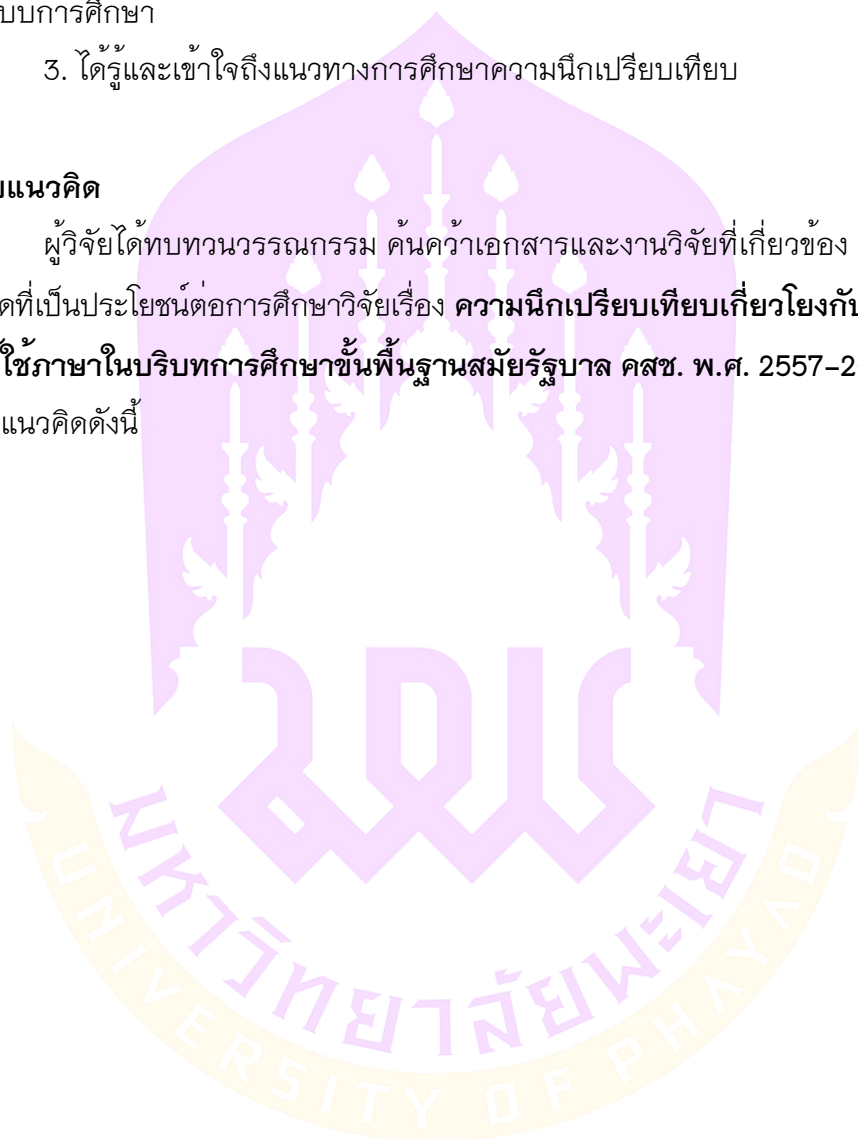 บบการศึกษา
3. ได้รู้และเข้าใจถึงแนวทางการศึกษาความนึกเปรียบเทียบ
แนวคิด
ผู้วิจัยได้ทบทวนวรรณกรรม ค้นคว้าเอกสารและงานวิจัยที่เกี่ยวข้อง
ดที่เป็นประโยชน์ต่อการศึกษาวิจัยเรื่อง ความนึกเปรียบเทียบเกี่ยวโยงกับ
ใช้ภาษาในบริบทการศึกษาขั้นพื้นฐานสมัยรัฐบาล คสช. พ.ศ. 2557-2
แนวคิดดังนี้
มหาวิทยาลัยพะเยา
UNIVERSITY OF PHAYAO